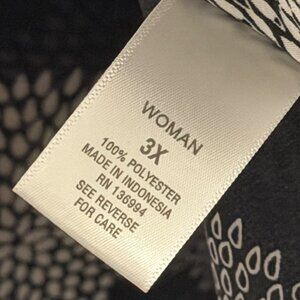 WOMAN
3X
100% POLYESTER
MADE IN INDONESIA
RN 136994
SEE REVERSE
FOR CARE